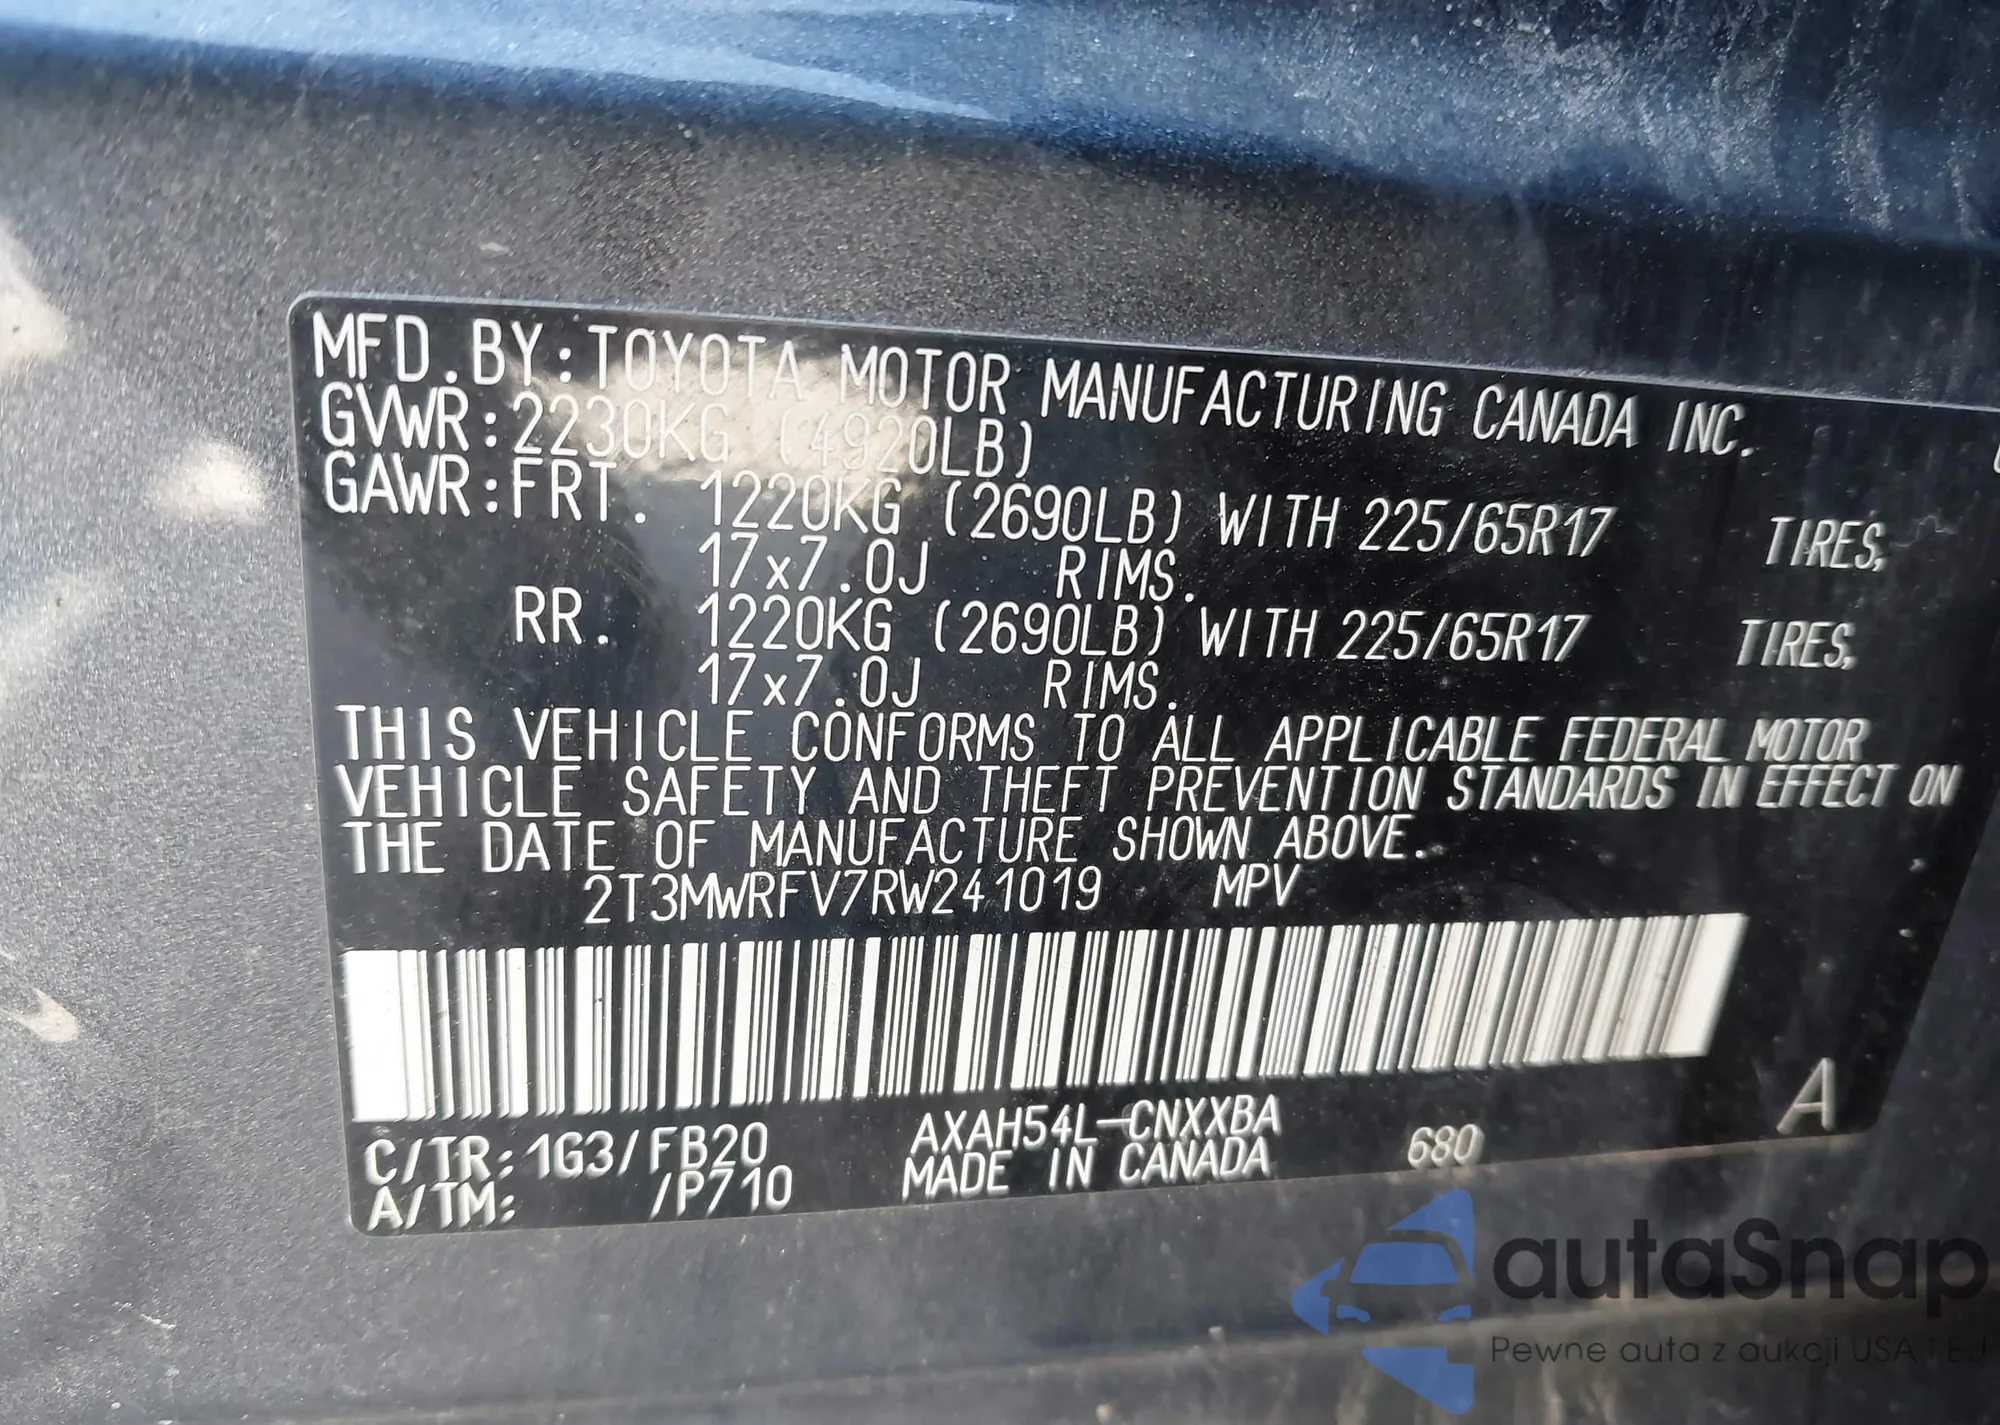 MFD.BY:TOYOTA MOTOR MANUFACTURING CANADA INC.
GVWR:2230KG (4920LB)
GAWR:FRT. 1220KG (2690LB) WITH 225/65R17 TIRES,
17x7.0J RIMS.
RR. 1220KG (2690LB) WITH 225/65R17 TIRES,
17x7.0J RIMS.
THIS VEHICLE CONFORMS TO ALL APPLICABLE FEDERAL MOTOR
VEHICLE SAFETY AND THEFT PREVENTION STANDARDS IN EFFECT ON
THE DATE OF MANUFACTURE SHOWN ABOVE.
2T3MWRFV7RW241019 MPV
C/TR:1G3/FB20 AXAH54L-CNXXBA 680 A
A/TM: /P710 MADE IN CANADA
autaSnap
Pewne auta z aukcji USA i EU